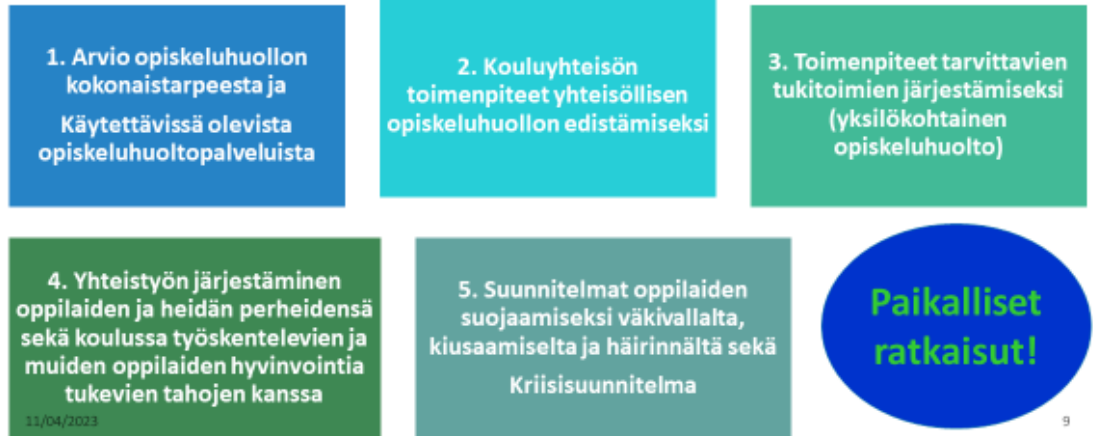 1. Arvio opiskeluhuollon
kokonaistarpeesta ja
Käytettävissä olevista
opiskeluhuoltopalveluista
2. Kouluyhteisön
toimenpiteet yhteisöllisen
opiskeluhuollon edistämiseksi
3. Toimenpiteet tarvittavien
tukitoimien järjestämiseksi
(yksilökohtainen
opiskeluhuolto)
4. Yhteistyön järjestäminen
oppilaiden ja heidän perheidensä
sekä koulussa työskentelevien ja
muiden oppilaiden hyvinvointia
tukevien tahojen kanssa
5. Suunnitelmat oppilaiden
suojaamiseksi väkivallalta,
kiusaamiselta ja häirinnältä sekä
Kriisisuunnitelma
Paikalliset
ratkaisut!
11/04/2023
9